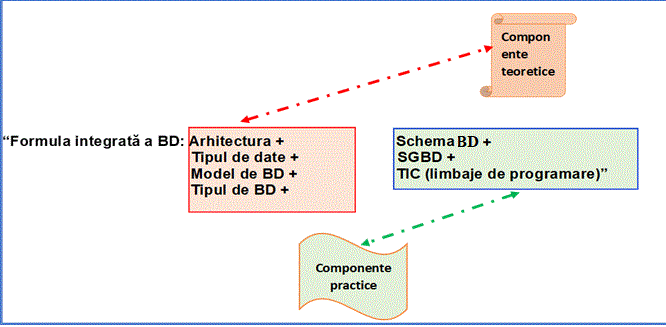 Compon
ente
teoretice
“Formula integrată a BD: Arhitectura +
Tipul de date +
Model de BD +
Tipul de BD +
Schema BD +
SGBD +
TIC (limbaje de programare)”
Componente
practice